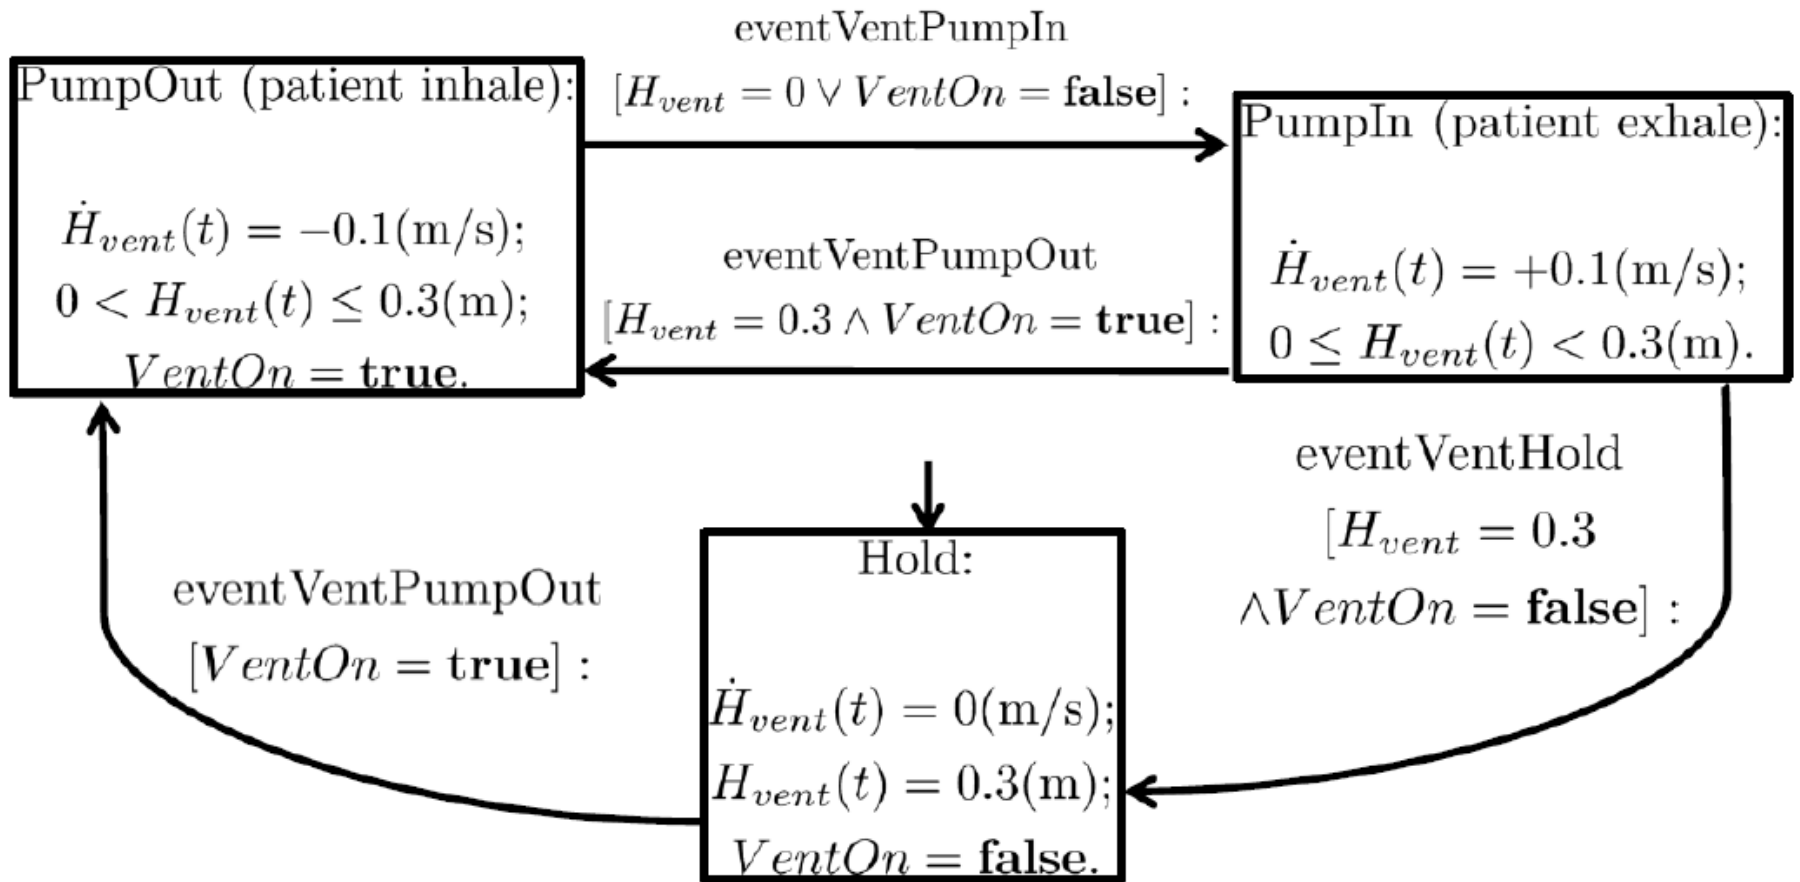 eventVentPumpIn
[H_vent = 0 ∨ VentOn = false] :
PumpOut (patient inhale):
Ḣ_vent(t) = −0.1(m/s);
0 < H_vent(t) ≤ 0.3(m);
VentOn = true.
PumpIn (patient exhale):
Ḣ_vent(t) = +0.1(m/s);
0 ≤ H_vent(t) < 0.3(m).
eventVentPumpOut
[H_vent = 0.3 ∧ VentOn = true] :
eventVentHold
[H_vent = 0.3
∧VentOn = false] :
eventVentPumpOut
[VentOn = true] :
Hold:
Ḣ_vent(t) = 0(m/s);
H_vent(t) = 0.3(m);
VentOn = false.